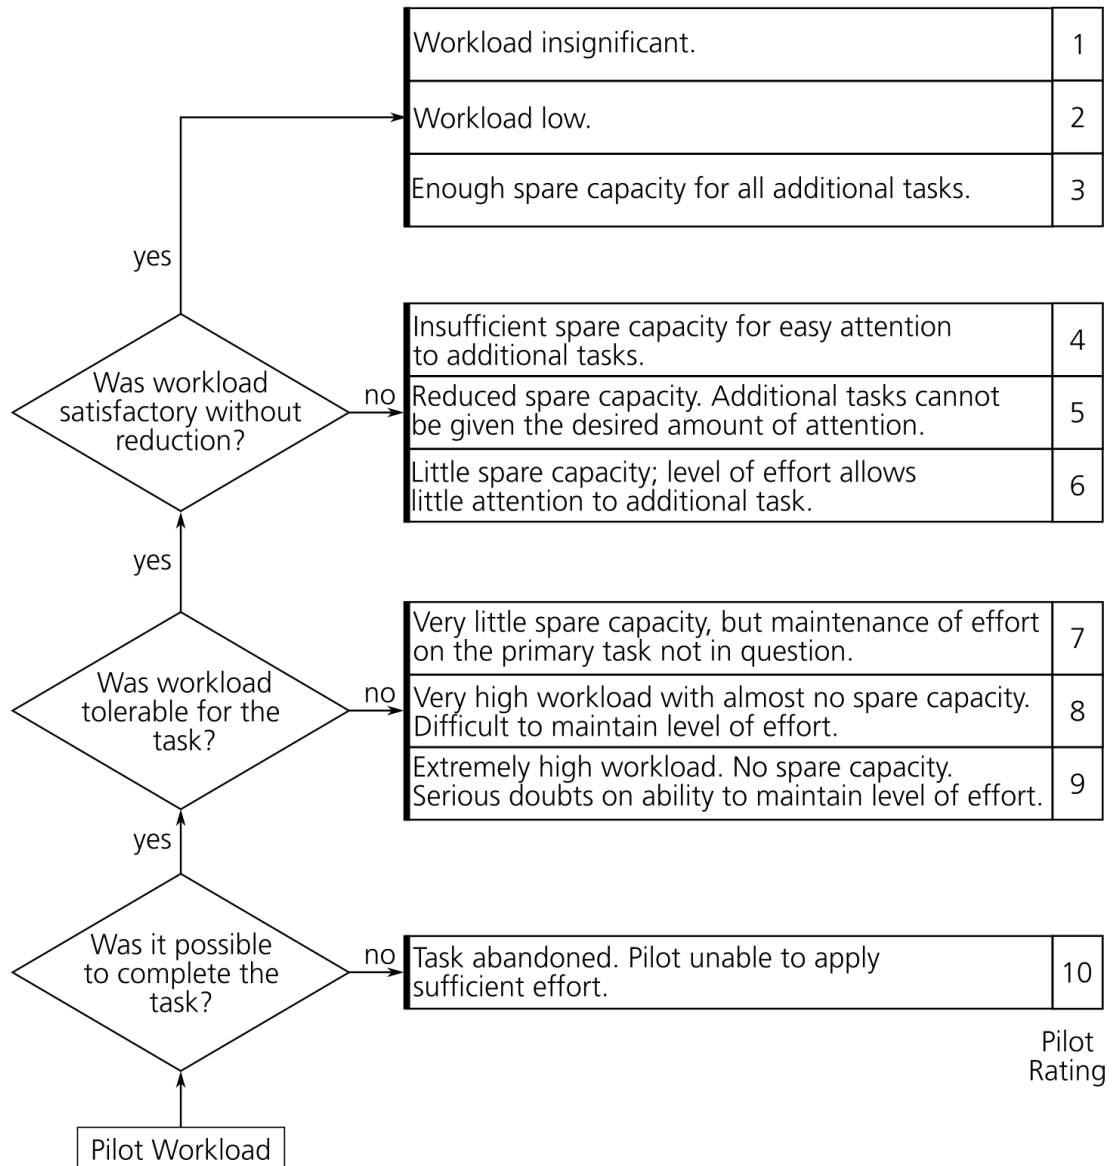 Workload insignificant.
1
Workload low.
2
Enough spare capacity for all additional tasks.
3
yes
Was workload
satisfactory without
reduction?
no
Insufficient spare capacity for easy attention
to additional tasks.
4
Reduced spare capacity. Additional tasks cannot
be given the desired amount of attention.
5
Little spare capacity; level of effort allows
little attention to additional task.
6
yes
Was workload
tolerable for the
task?
no
Very little spare capacity, but maintenance of effort
on the primary task not in question.
7
Very high workload with almost no spare capacity.
Difficult to maintain level of effort.
8
Extremely high workload. No spare capacity.
Serious doubts on ability to maintain level of effort.
9
yes
Was it possible
to complete the
task?
no
Task abandoned. Pilot unable to apply
sufficient effort.
10
Pilot
Rating
Pilot Workload